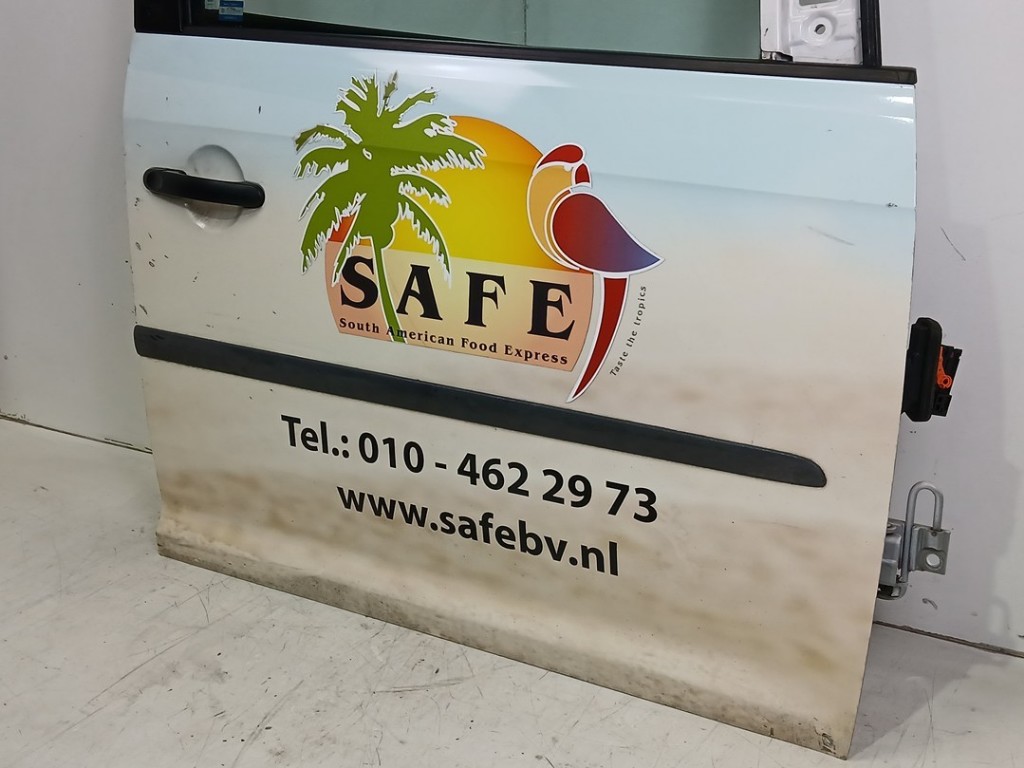 SAFE
South American Food Express
Taste the tropics
Tel.: 010 - 462 29 73
www.safebv.nl